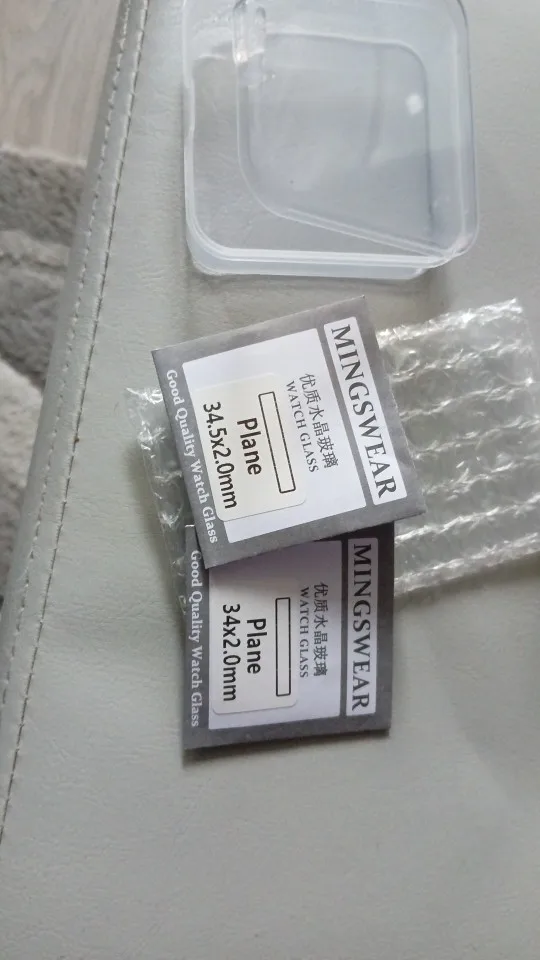 MINGSWEAR
优质水晶玻璃
WATCH GLASS
Plane
34.5x2.0mm
Good Quality Watch Glass
MINGSWEAR
优质水晶玻璃
WATCH GLASS
Plane
34x2.0mm
Good Quality Watch Glass